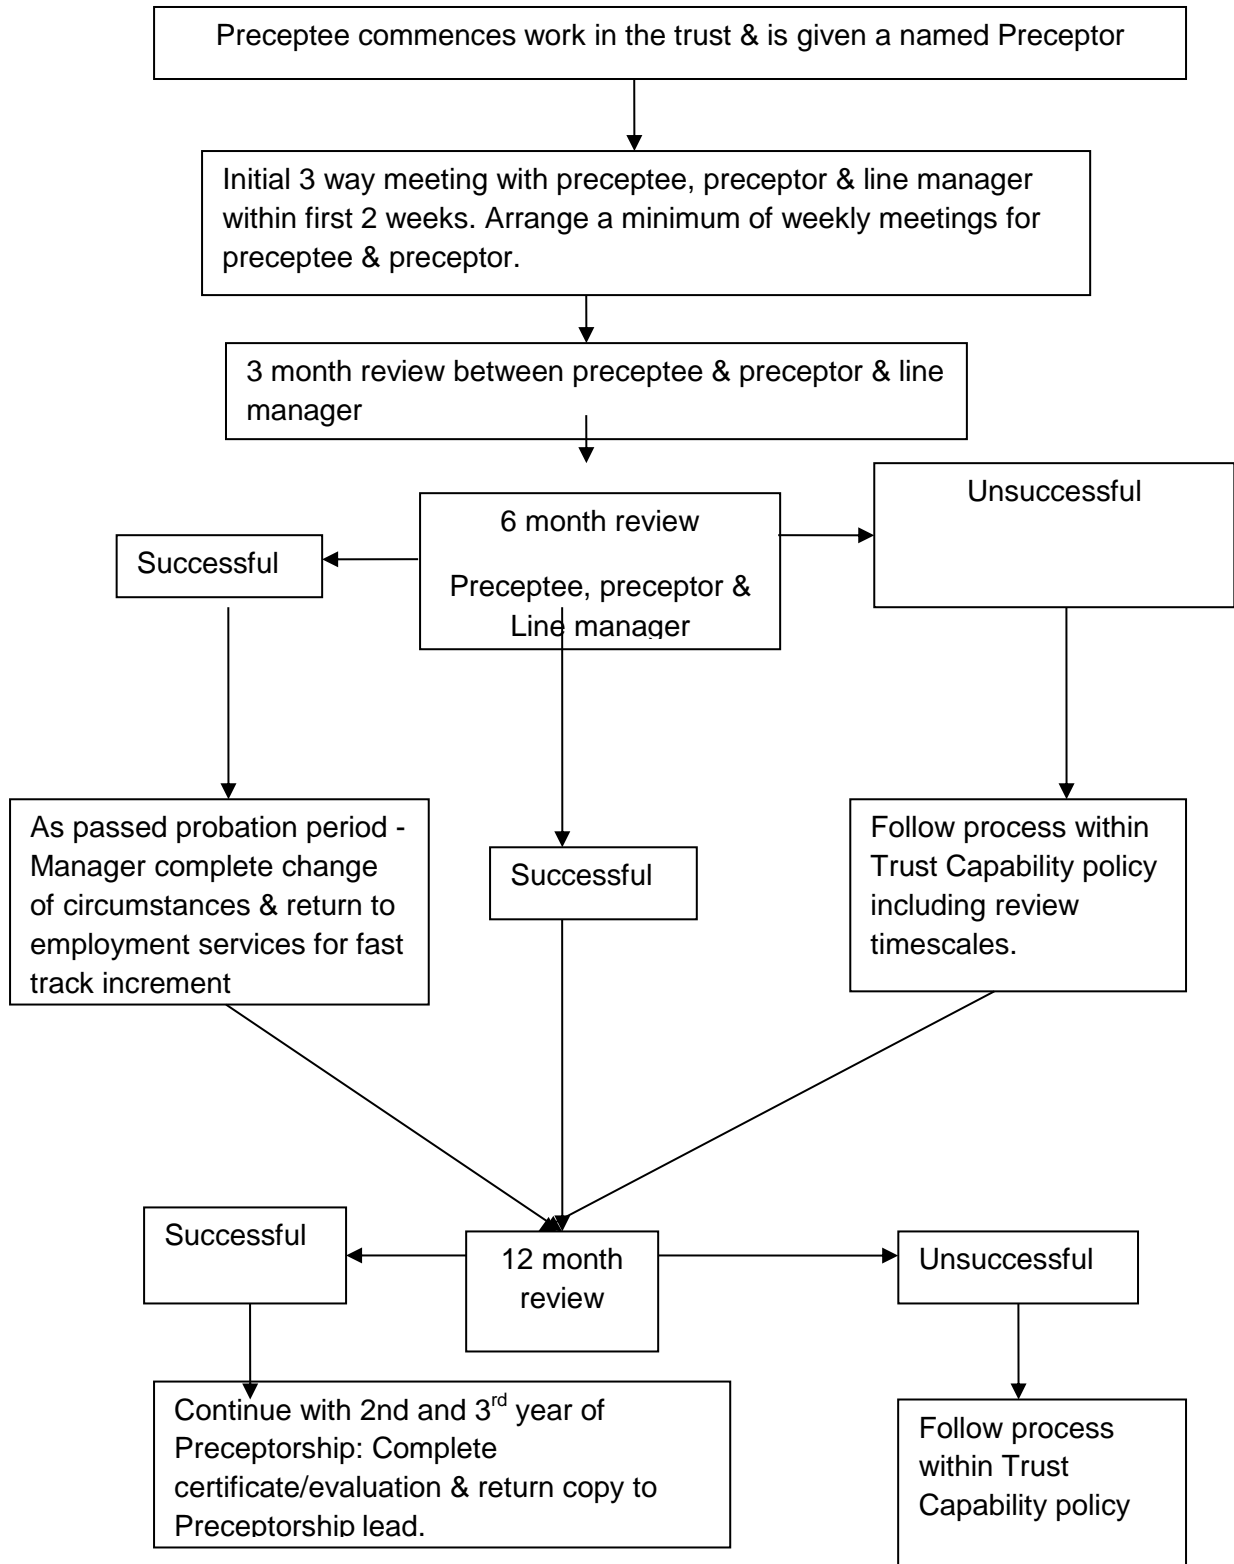 Preceptee commences work in the trust & is given a named Preceptor
Initial 3 way meeting with preceptee, preceptor & line manager
within first 2 weeks. Arrange a minimum of weekly meetings for
preceptee & preceptor.
3 month review between preceptee & preceptor & line
manager
6 month review
Preceptee, preceptor &
Line manager
Successful
Unsuccessful
As passed probation period -
Manager complete change
of circumstances & return to
employment services for fast
track increment
Successful
Follow process within
Trust Capability policy
including review
timescales.
12 month
review
Successful
Unsuccessful
Continue with 2nd and 3rd year of
Preceptorship: Complete
certificate/evaluation & return copy to
Preceptorship lead.
Follow process
within Trust
Capability policy